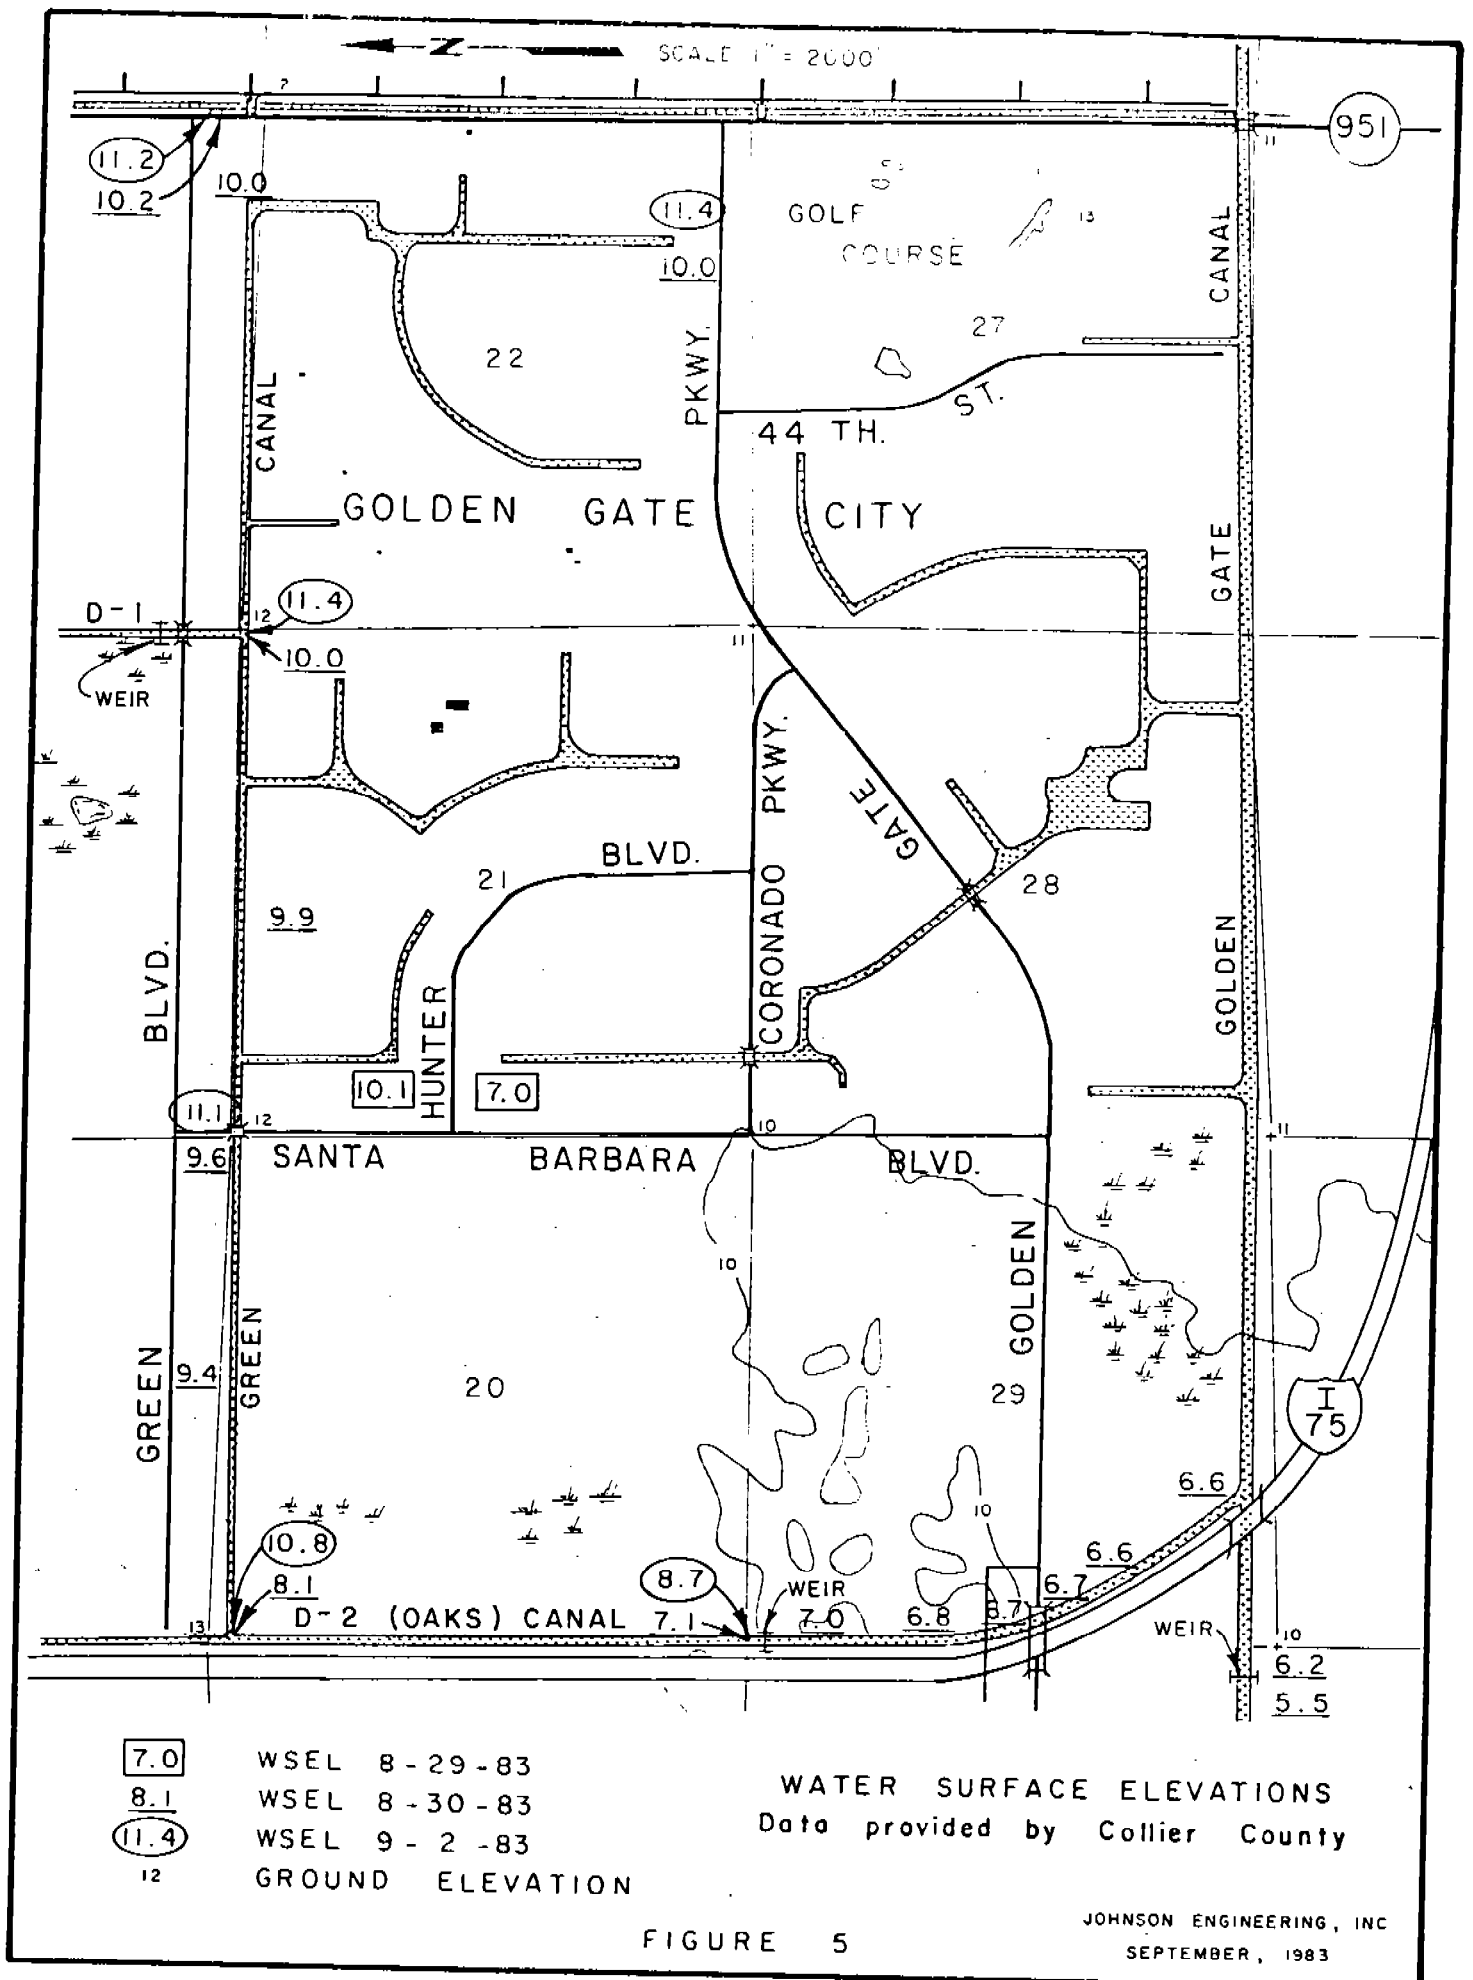 N
SCALE 1" = 2000'
7
951
11
11.2
10.2
10.0
11.4
10.0
GOLF
COURSE
13
CANAL
27
22
PKWY.
44 TH.
ST.
CANAL
GOLDEN GATE CITY
GATE
D-1
12
11.4
10.0
11
WEIR
PKWY.
GATE
BLVD.
21
28
9.9
CORONADO
BLVD.
HUNTER
GOLDEN
10.1
7.0
11.1
12
10
11
9.6
SANTA BARBARA BLVD.
10
GOLDEN
GREEN
9.4
GREEN
20
29
I
75
6.6
10
10.8
8.1
8.7
WEIR
6.6
6.7
13
D-2 (OAKS) CANAL
7.1
7.0
6.8
8.7
WEIR
10
6.2
5.5
7.0 WSEL 8-29-83
8.1 WSEL 8-30-83
11.4 WSEL 9-2-83
12 GROUND ELEVATION
WATER SURFACE ELEVATIONS
Data provided by Collier County
FIGURE 5
JOHNSON ENGINEERING, INC
SEPTEMBER, 1983